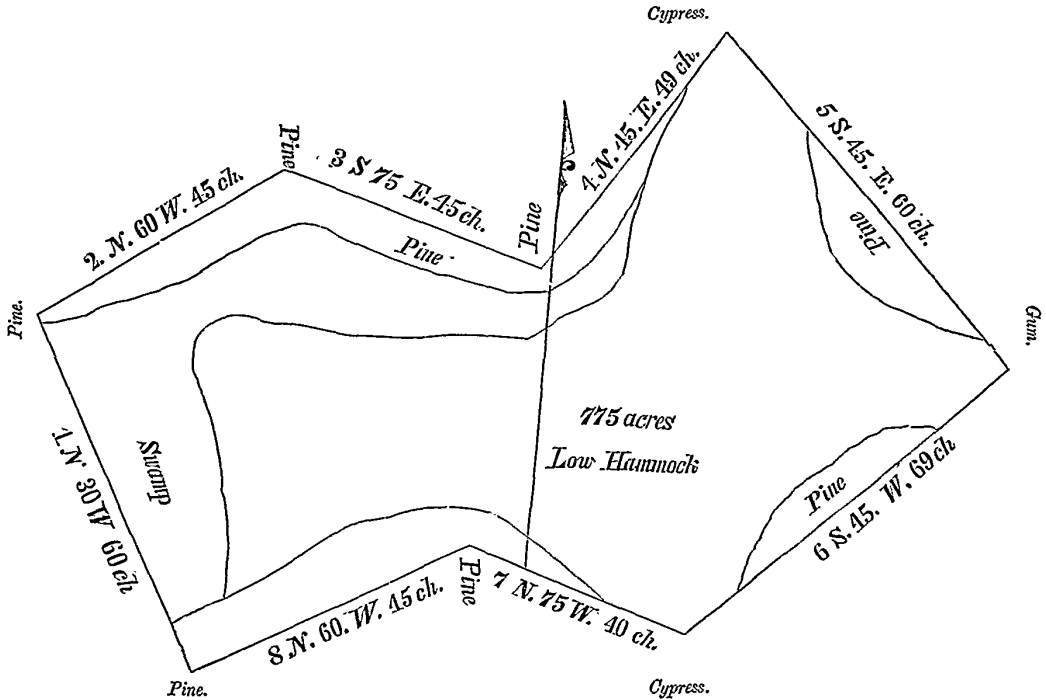 Cypress.
4 N. 45. E. 49 ch.
5 S. 45. E. 60 ch.
Pine
3 S 75 E. 45 ch.
2. N. 60 W. 45 ch.
Pine
Pine
Pine
Pine.
Gum.
775 acres
Low Hammock
Swamp
1. N. 30 W 60 ch
Pine
6 S. 45. W. 69 ch
Pine
7 N. 75 W. 40 ch.
8 N. 60. W. 45 ch.
Pine.
Cypress.